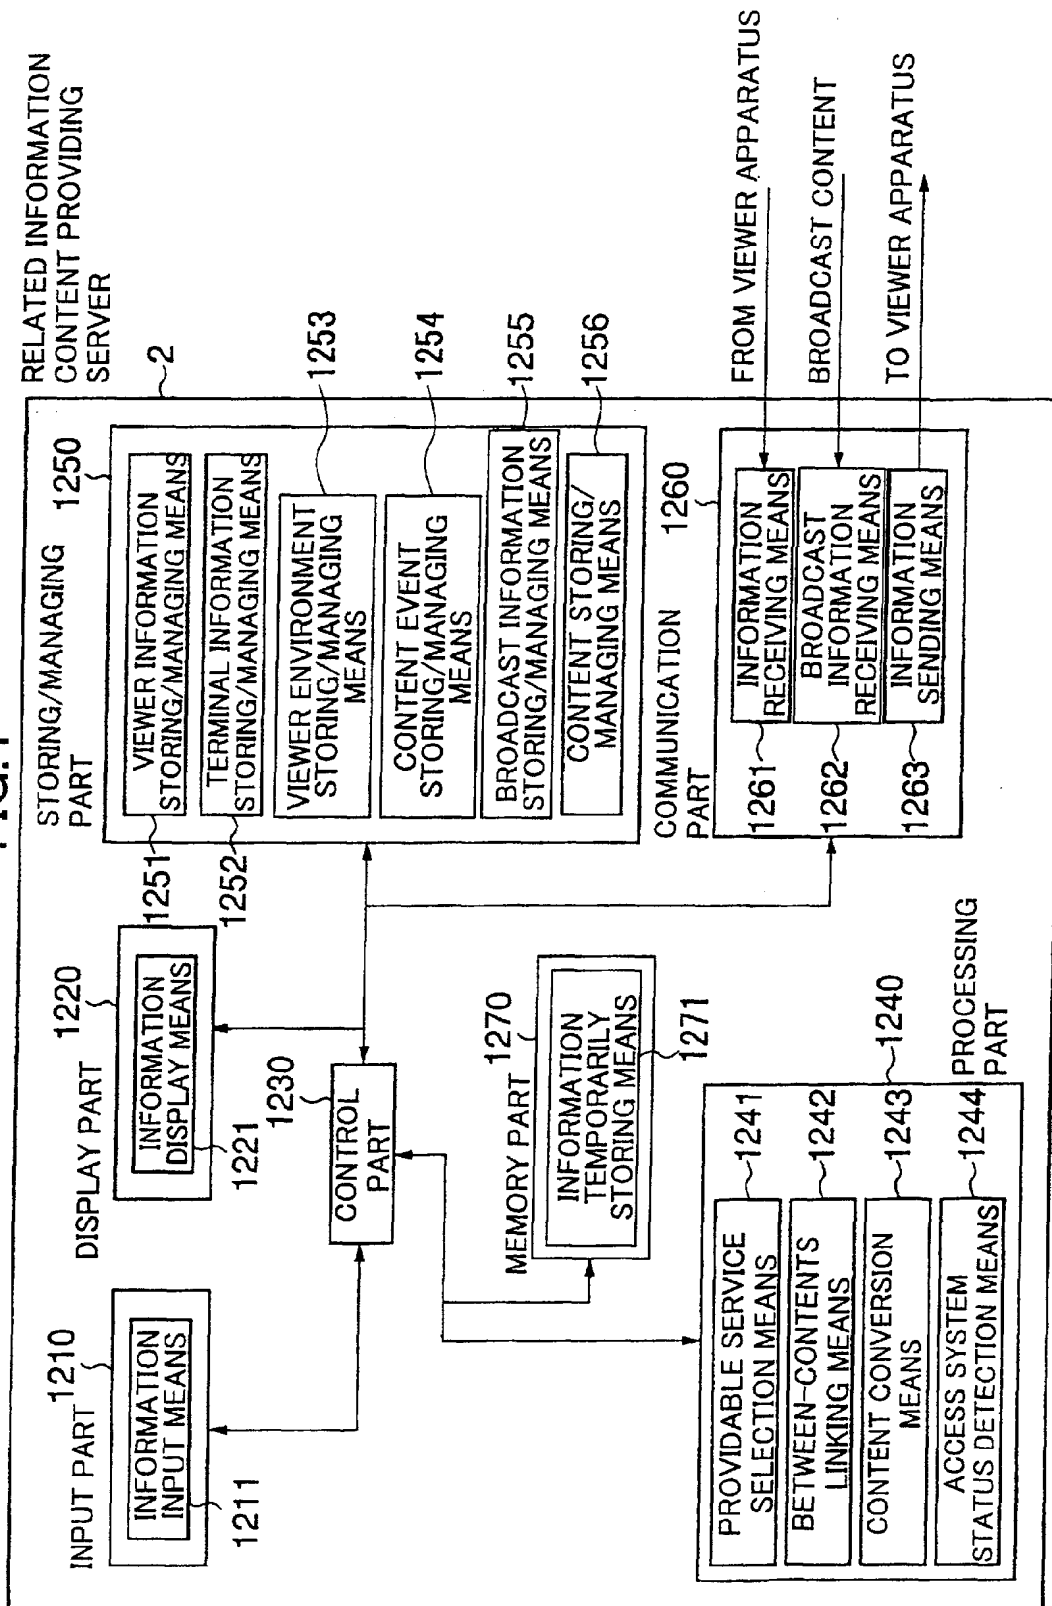 RELATED INFORMATION
CONTENT PROVIDING
SERVER
2
INPUT PART
1210
INFORMATION
INPUT MEANS
1211
DISPLAY PART
1220
INFORMATION
DISPLAY MEANS
1221
1230
CONTROL
PART
STORING/MANAGING
PART
1250
VIEWER INFORMATION
STORING/MANAGING MEANS
1251
TERMINAL INFORMATION
STORING/MANAGING MEANS
1252
VIEWER ENVIRONMENT
STORING/MANAGING
MEANS
1253
CONTENT EVENT
STORING/MANAGING
MEANS
1254
BROADCAST INFORMATION
STORING/MANAGING MEANS
1255
CONTENT STORING/
MANAGING MEANS
1256
MEMORY PART
1270
INFORMATION
TEMPORARILY
STORING MEANS
1271
COMMUNICATION
PART
1260
INFORMATION
RECEIVING MEANS
1261
BROADCAST
INFORMATION
RECEIVING MEANS
1262
INFORMATION
SENDING MEANS
1263
FROM VIEWER APPARATUS
BROADCAST CONTENT
TO VIEWER APPARATUS
PROVIDABLE SERVICE
SELECTION MEANS
1241
BETWEEN-CONTENTS
LINKING MEANS
1242
CONTENT CONVERSION
MEANS
1243
ACCESS SYSTEM
STATUS DETECTION MEANS
1244
1240
PROCESSING
PART